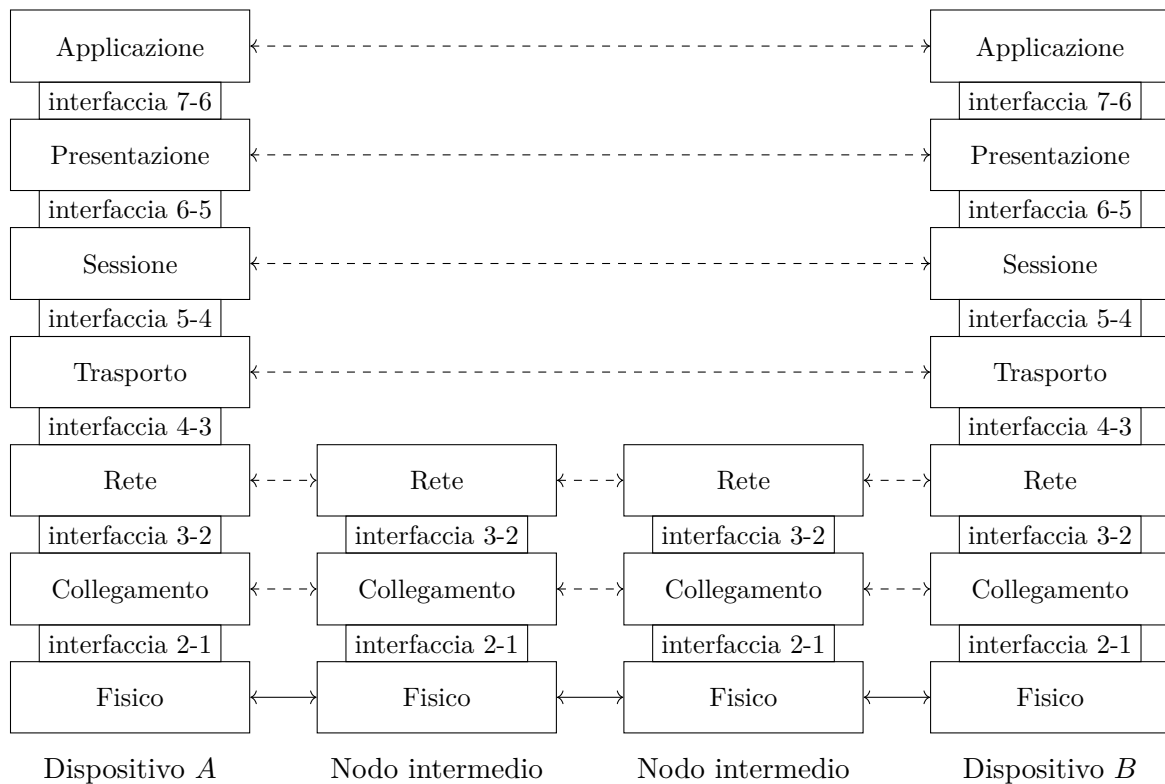 Applicazione Applicazione
interfaccia 7-6 interfaccia 7-6
Presentazione Presentazione
interfaccia 6-5 interfaccia 6-5
Sessione Sessione
interfaccia 5-4 interfaccia 5-4
Trasporto Trasporto
interfaccia 4-3 interfaccia 4-3
Rete Rete Rete Rete
interfaccia 3-2 interfaccia 3-2 interfaccia 3-2 interfaccia 3-2
Collegamento Collegamento Collegamento Collegamento
interfaccia 2-1 interfaccia 2-1 interfaccia 2-1 interfaccia 2-1
Fisico Fisico Fisico Fisico
Dispositivo A Nodo intermedio Nodo intermedio Dispositivo B